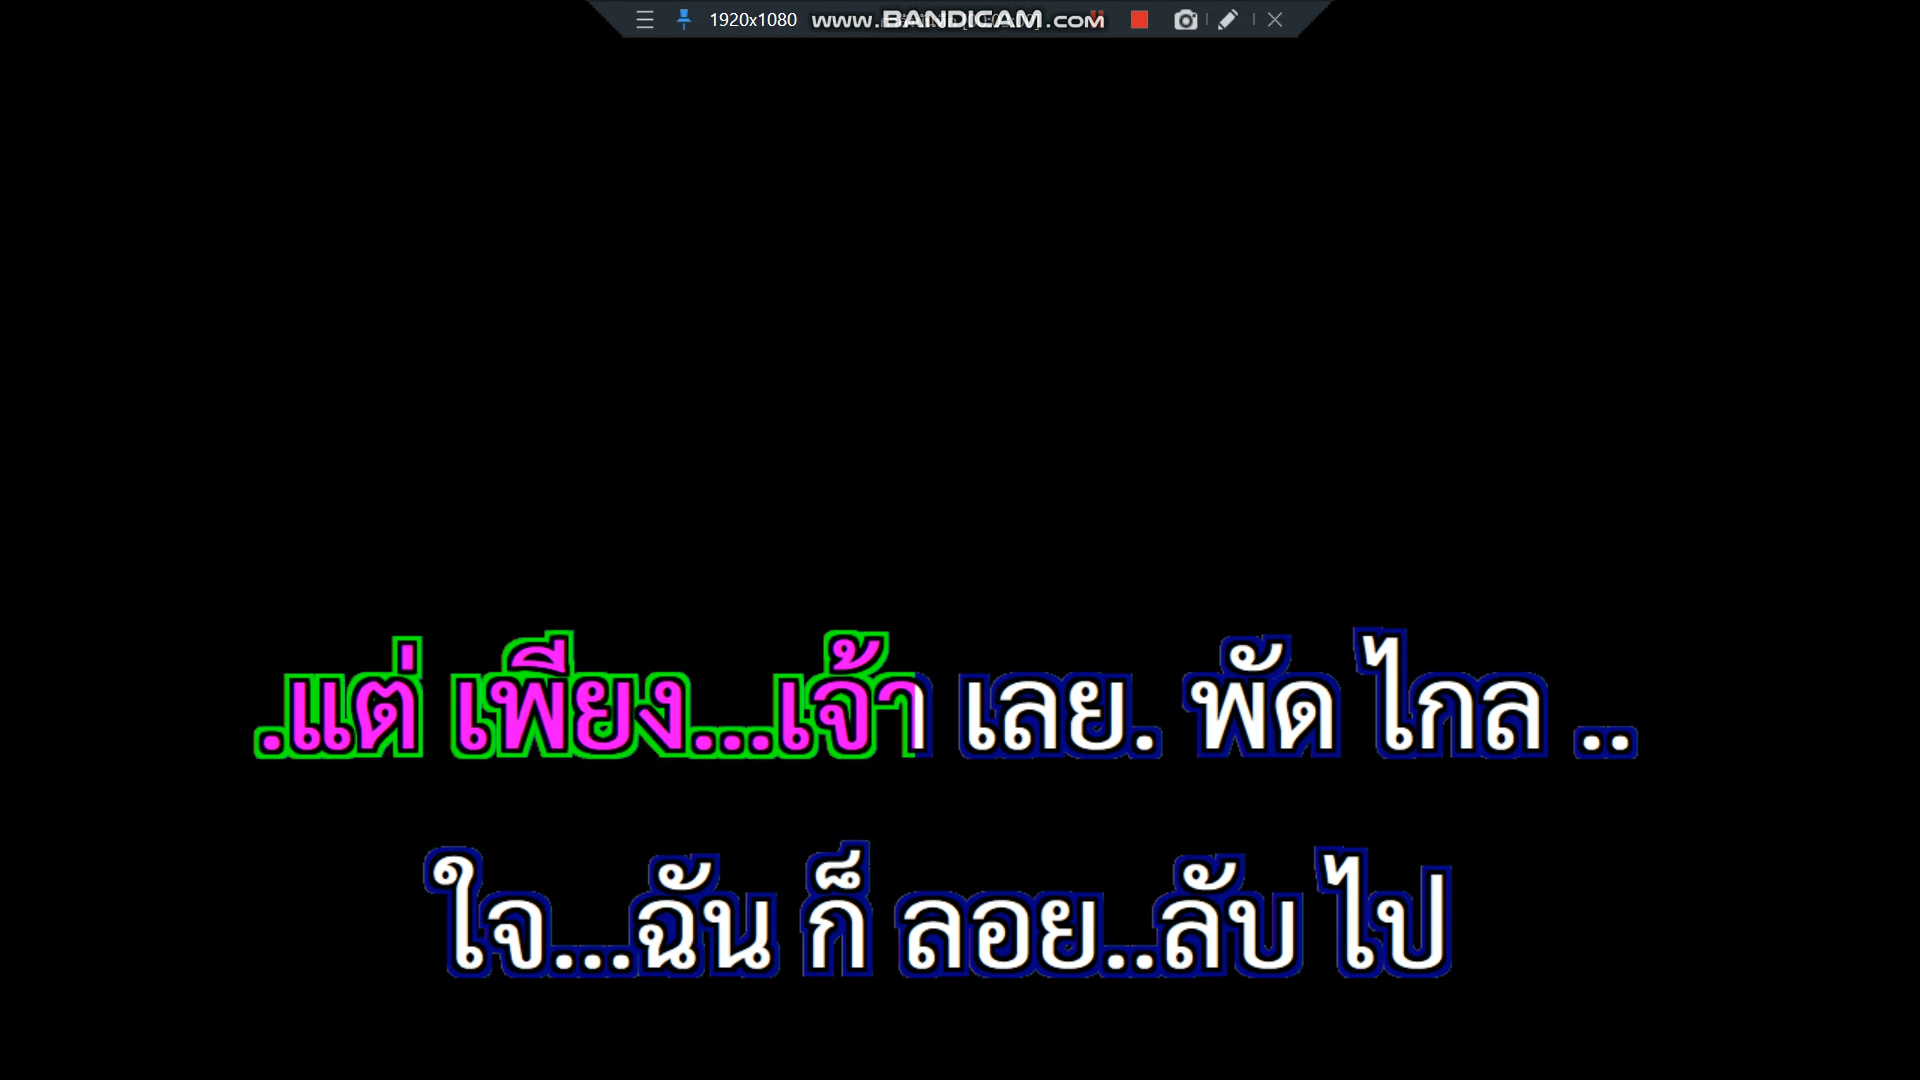 1920x1080 www.BANDICAM.com
.แต่ เพียง...เจ้า เลย. พัด ไกล ..
ใจ...ฉัน ก็ ลอย..ลับ ไป